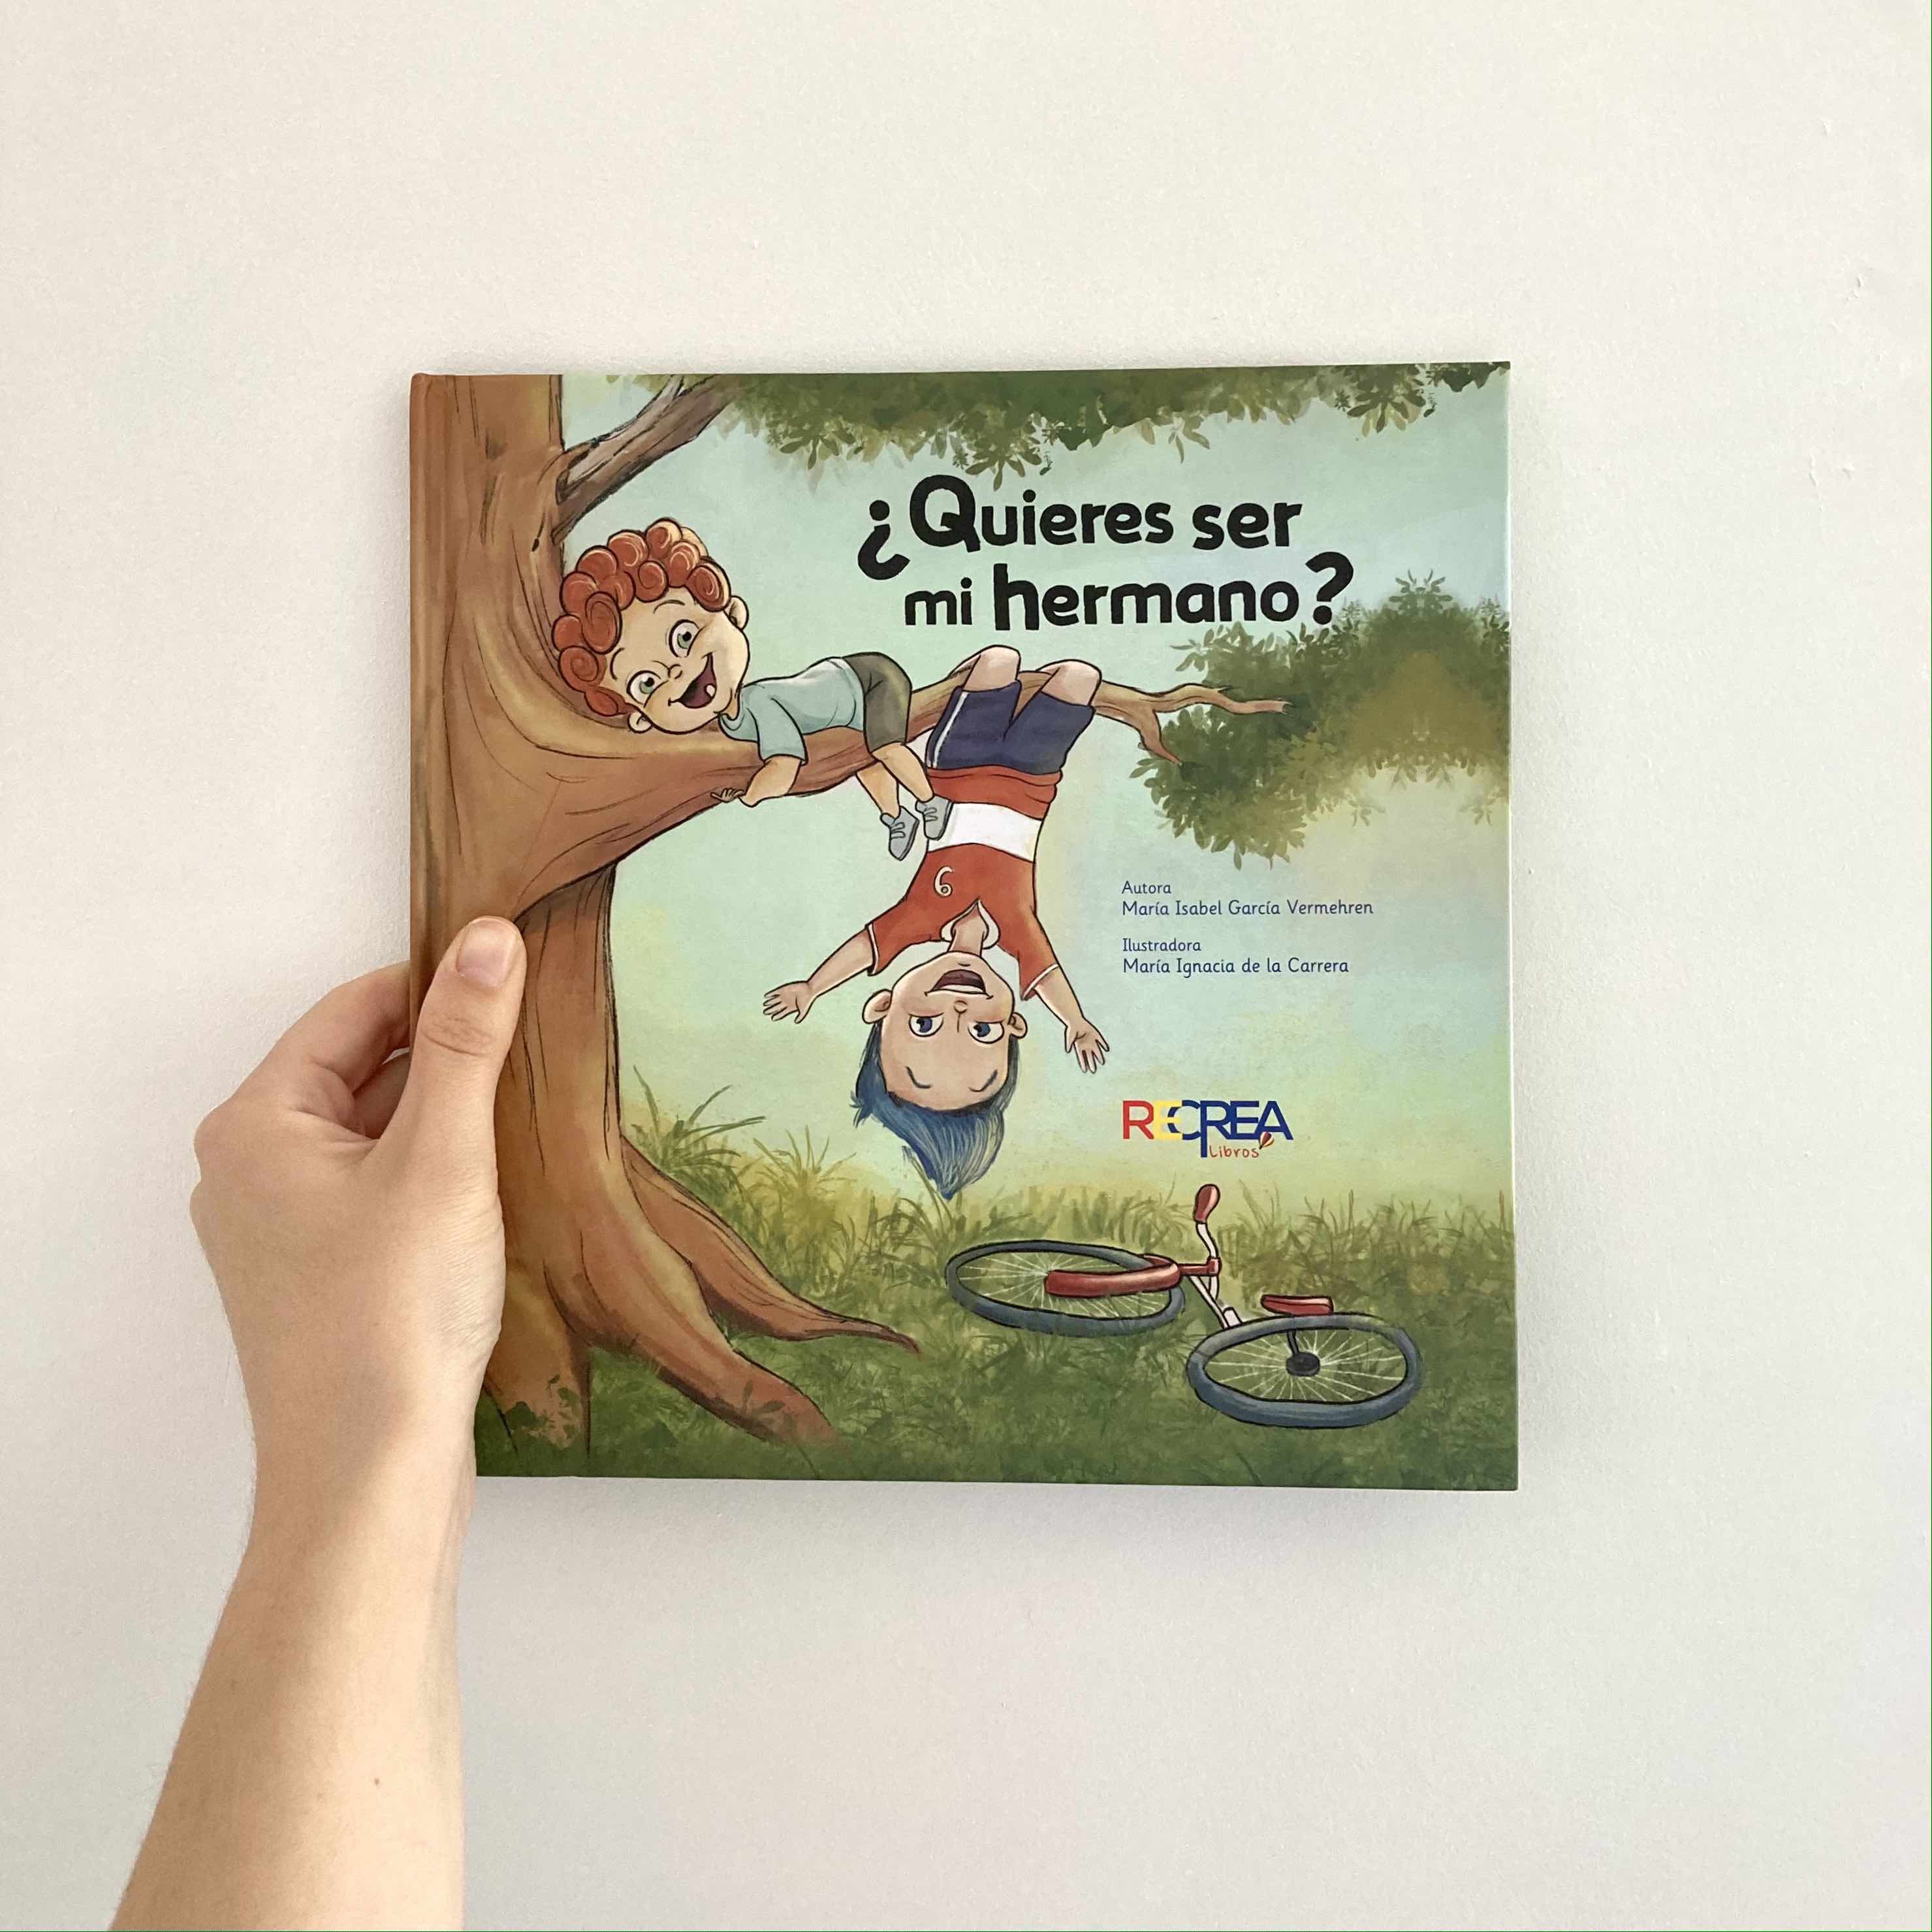 ¿Quieres ser
mi hermano?
6
Autora
María Isabel García Vermehren
Ilustradora
María Ignacia de la Carrera
RECREA
Libros